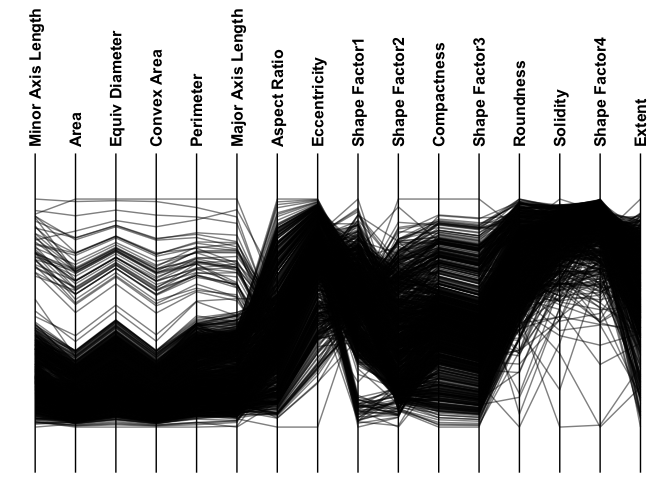 Minor Axis Length
Area
Equiv Diameter
Convex Area
Perimeter
Major Axis Length
Aspect Ratio
Eccentricity
Shape Factor1
Shape Factor2
Compactness
Shape Factor3
Roundness
Solidity
Shape Factor4
Extent